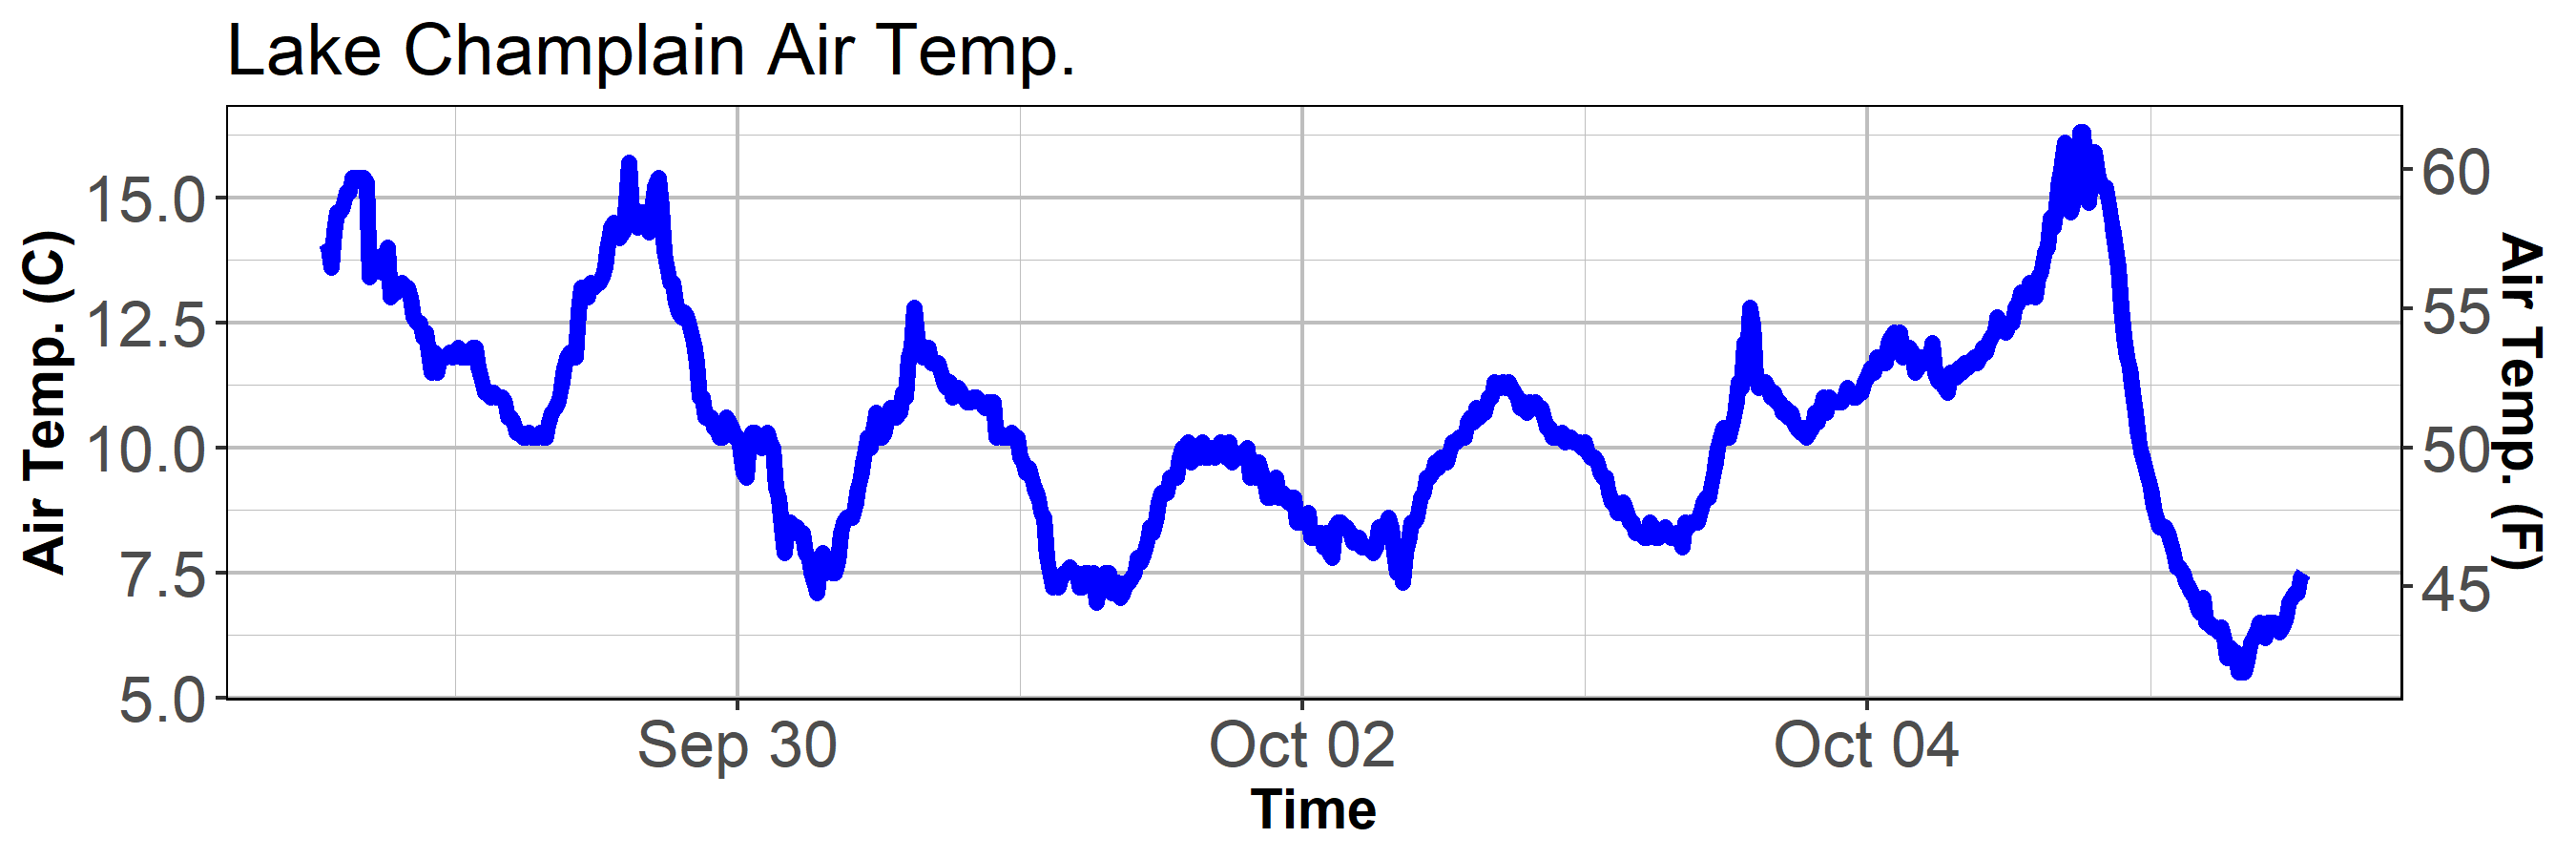 Lake Champlain Air Temp.
Air Temp. (C)
15.0
12.5
10.0
7.5
5.0
60
55
50
45
Air Temp. (F)
Sep 30
Oct 02
Oct 04
Time